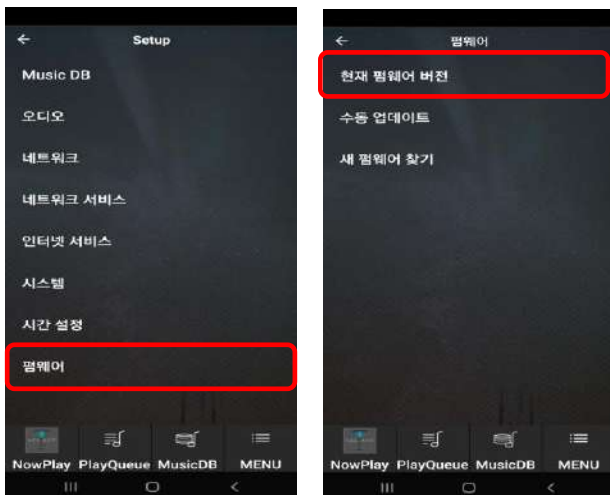 Setup
Music DB
오디오
네트워크
네트워크 서비스
인터넷 서비스
시스템
시간 설정
펌웨어
NowPlay PlayQueue MusicDB MENU
펌웨어
현재 펌웨어 버전
수동 업데이트
새 펌웨어 찾기
NowPlay PlayQueue MusicDB MENU